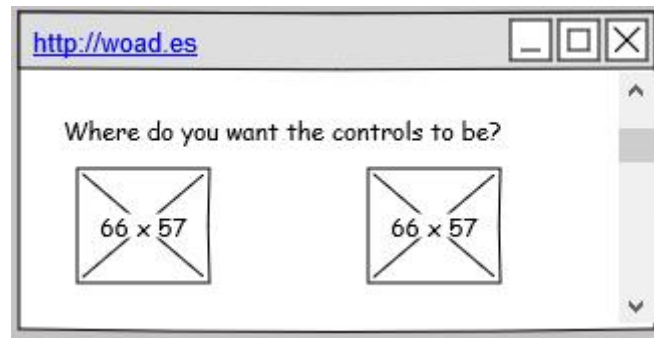 http://woad.es
Where do you want the controls to be?
66 x 57 66 x 57